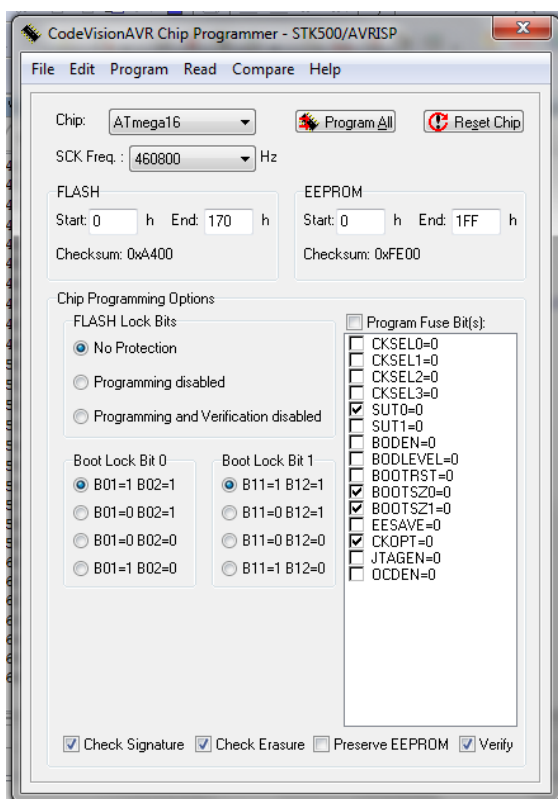 CodeVisionAVR Chip Programmer - STK500/AVRISP
File Edit Program Read Compare Help
Chip: ATmega16 Program All Reset Chip
SCK Freq. : 460800 Hz
FLASH
Start: 0 h End: 170 h
Checksum: 0xA400
EEPROM
Start: 0 h End: 1FF h
Checksum: 0xFE00
Chip Programming Options
FLASH Lock Bits
No Protection
Programming disabled
Programming and Verification disabled
Boot Lock Bit 0
B01=1 B02=1
B01=0 B02=1
B01=0 B02=0
B01=1 B02=0
Boot Lock Bit 1
B11=1 B12=1
B11=0 B12=1
B11=0 B12=0
B11=1 B12=0
Program Fuse Bit(s):
CKSEL0=0
CKSEL1=0
CKSEL2=0
CKSEL3=0
SUT0=0
SUT1=0
BODEN=0
BODLEVEL=0
BOOTRST=0
BOOTSZ0=0
BOOTSZ1=0
EESAVE=0
CKOPT=0
JTAGEN=0
OCDEN=0
Check Signature Check Erasure Preserve EEPROM Verify